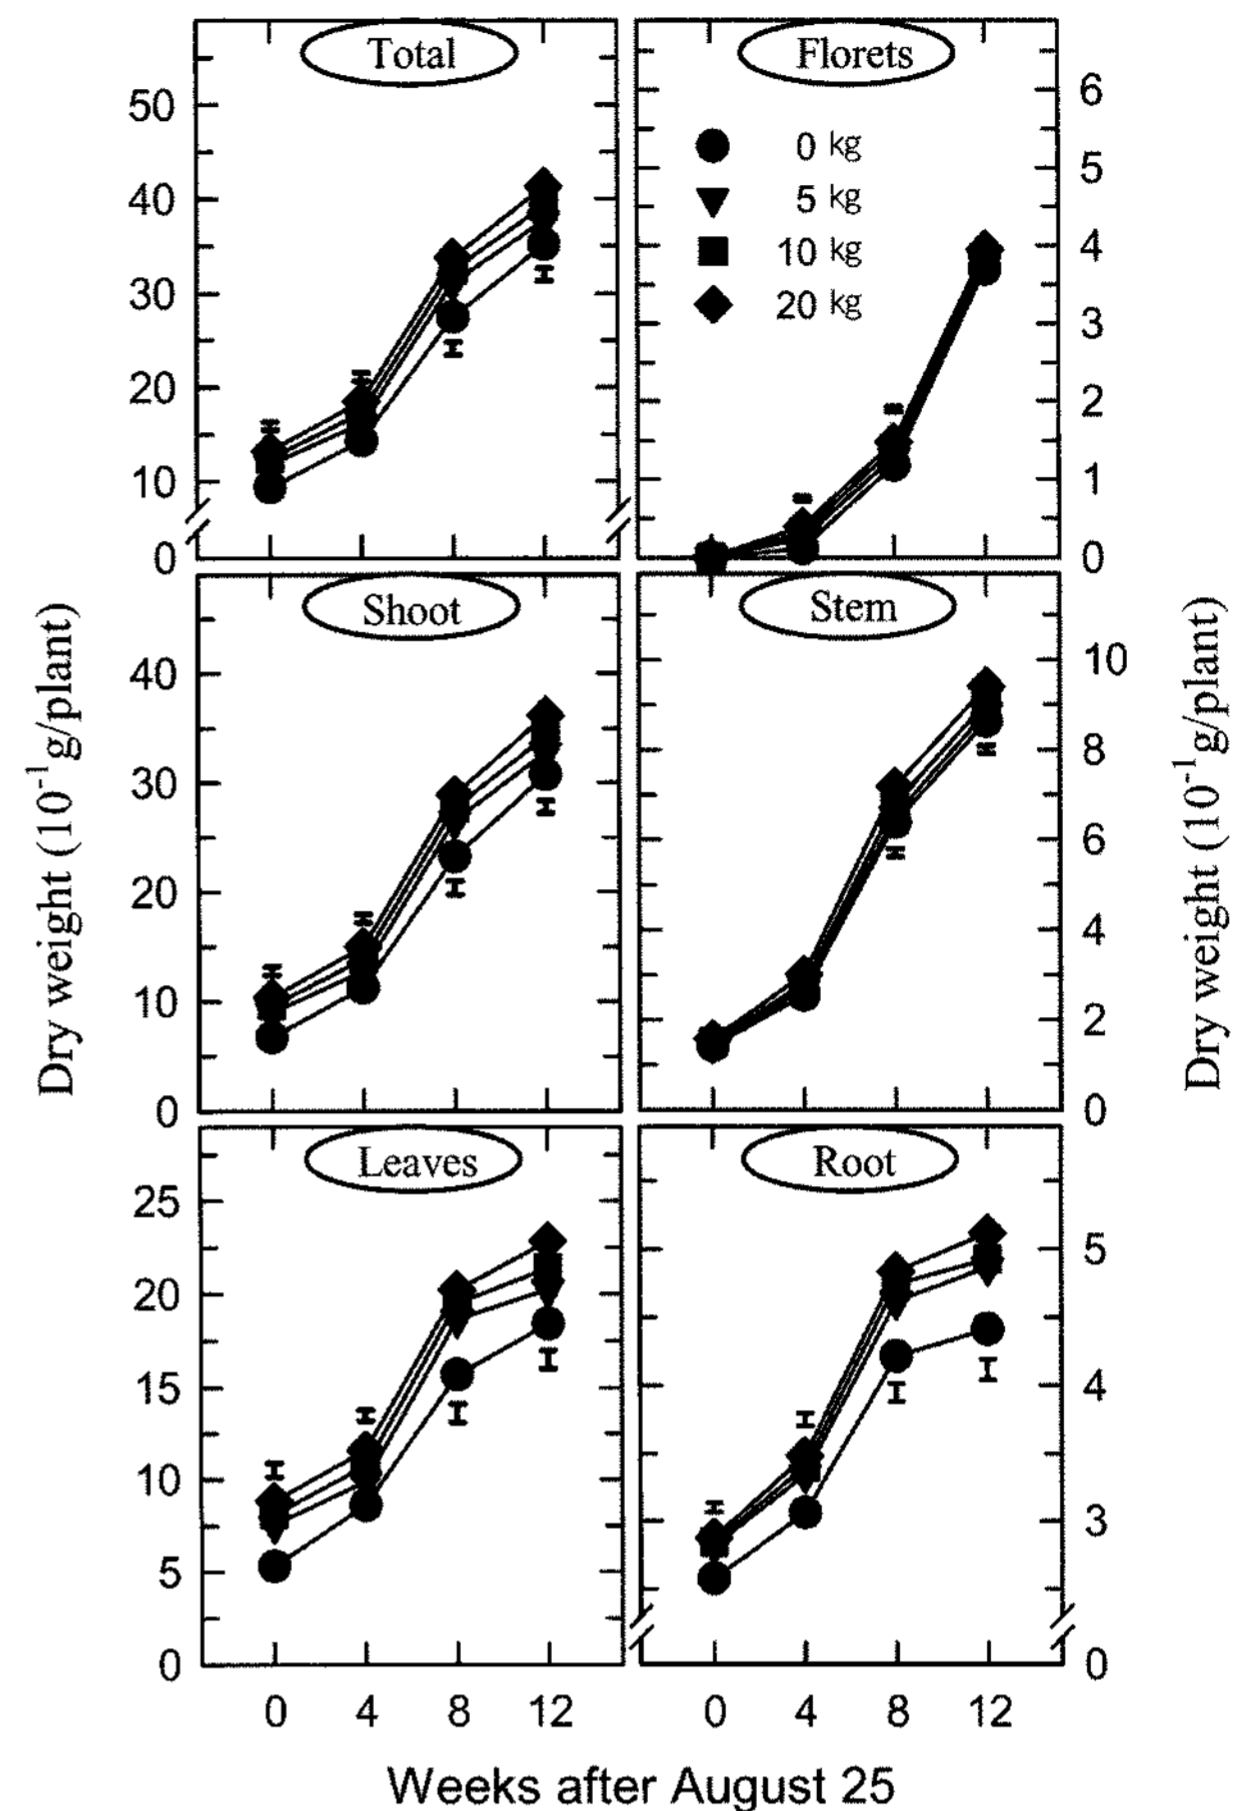 Total
Florets
50
40
30
20
10
0
6
5
4
3
2
1
0
0 kg
5 kg
10 kg
20 kg
Shoot
Stem
40
30
20
10
0
10
8
6
4
2
0
Dry weight (10⁻¹g/plant)
Dry weight (10⁻¹g/plant)
Leaves
Root
25
20
15
10
5
0
5
4
3
0
0 4 8 12
0 4 8 12
Weeks after August 25